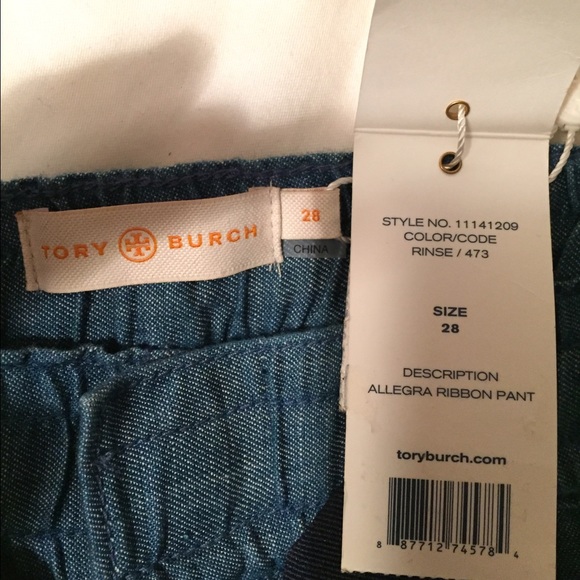 TORY BURCH
28
CHINA
STYLE NO. 11141209
COLOR/CODE
RINSE / 473
SIZE
28
DESCRIPTION
ALLEGRA RIBBON PANT
toryburch.com
8 87712 74578 4